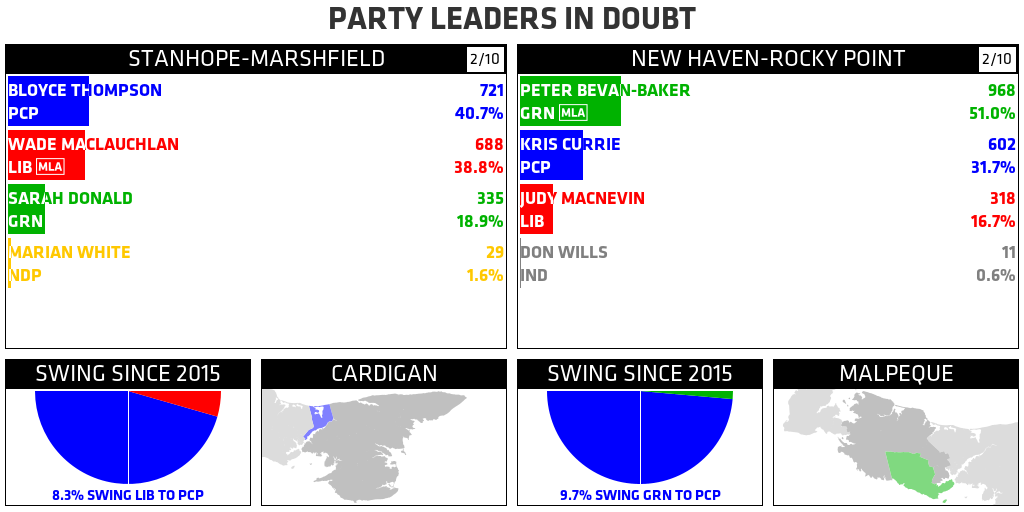 PARTY LEADERS IN DOUBT
STANHOPE-MARSHFIELD 2/10
BLOYCE THOMPSON 721
PCP 40.7%
WADE MACLAUCHLAN 688
LIB MLA 38.8%
SARAH DONALD 335
GRN 18.9%
MARIAN WHITE 29
NDP 1.6%
NEW HAVEN-ROCKY POINT 2/10
PETER BEVAN-BAKER 968
GRN MLA 51.0%
KRIS CURRIE 602
PCP 31.7%
JUDY MACNEVIN 318
LIB 16.7%
DON WILLS 11
IND 0.6%
SWING SINCE 2015
8.3% SWING LIB TO PCP
CARDIGAN
SWING SINCE 2015
9.7% SWING GRN TO PCP
MALPEQUE